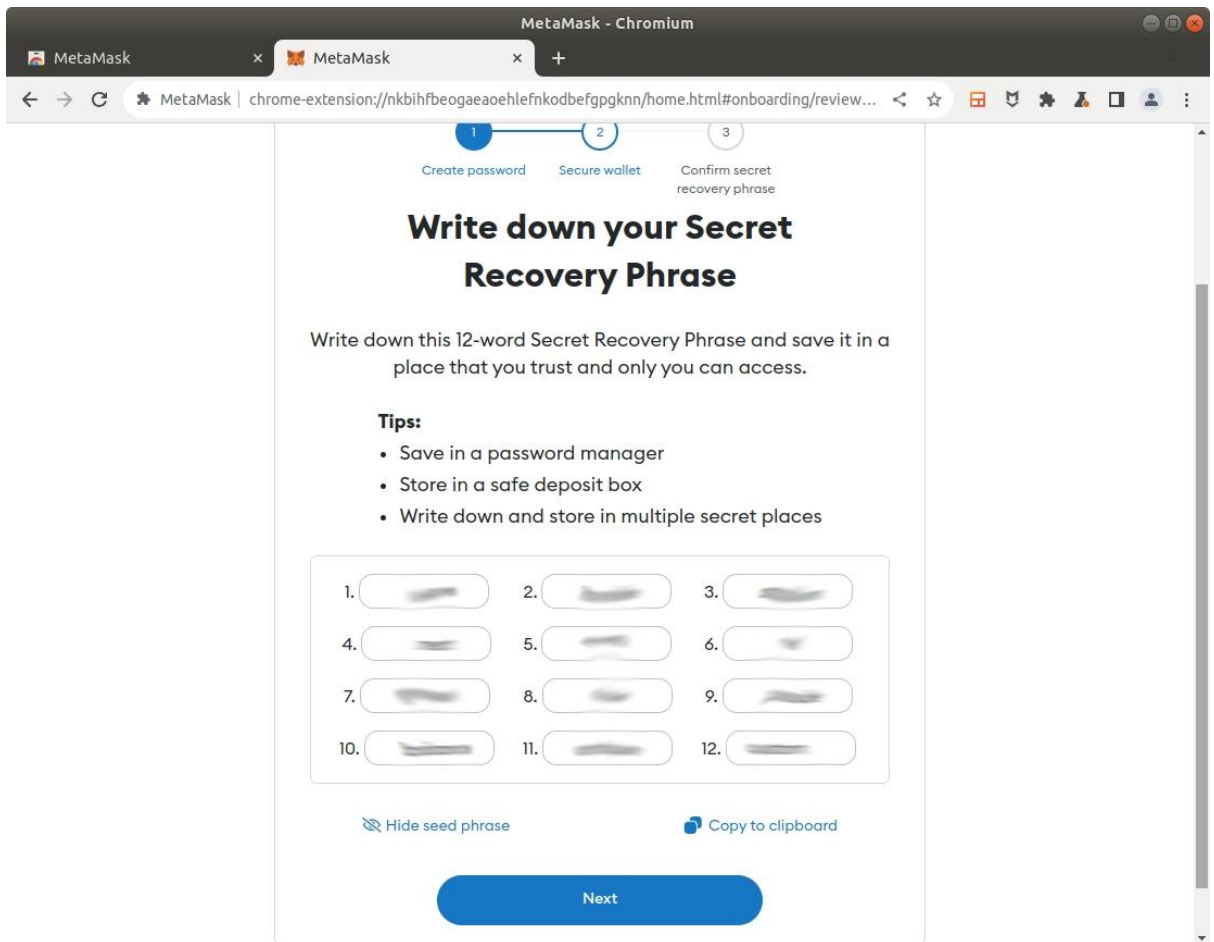 MetaMask - Chromium
MetaMask
MetaMask
MetaMask
chrome-extension://nkbihfbeogaeaoehlefnkodbefgpgknn/home.html#onboarding/review...
1
2
3
Create password
Secure wallet
Confirm secret
recovery phrase
Write down your Secret
Recovery Phrase
Write down this 12-word Secret Recovery Phrase and save it in a
place that you trust and only you can access.
Tips:
• Save in a password manager
• Store in a safe deposit box
• Write down and store in multiple secret places
1. 2. 3.
4. 5. 6.
7. 8. 9.
10. 11. 12.
Hide seed phrase
Copy to clipboard
Next